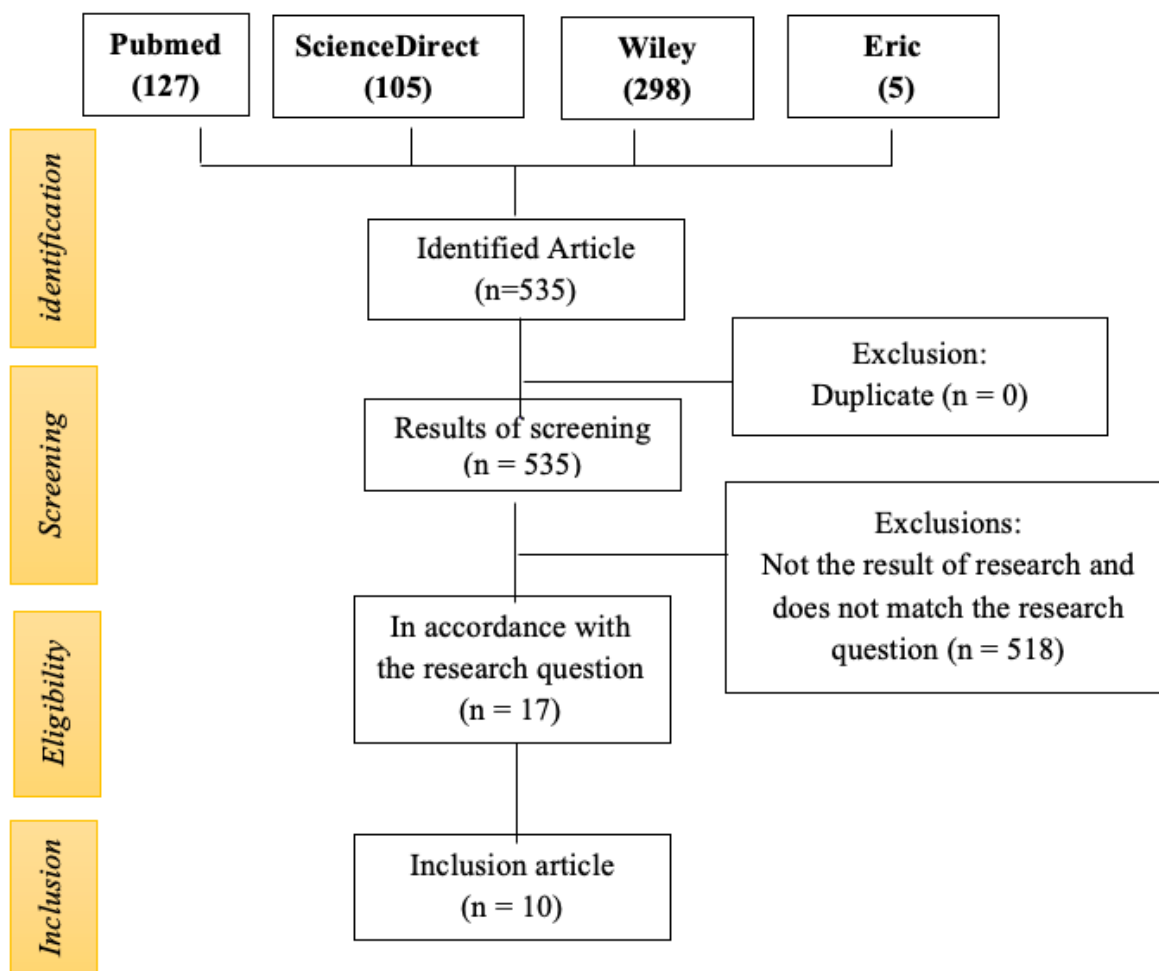 Pubmed
(127)
ScienceDirect
(105)
Wiley
(298)
Eric
(5)
identification
Identified Article
(n=535)
Exclusion:
Duplicate (n = 0)
Screening
Results of screening
(n = 535)
Exclusions:
Not the result of research and
does not match the research
question (n = 518)
Eligibility
In accordance with
the research question
(n = 17)
Inclusion
Inclusion article
(n = 10)